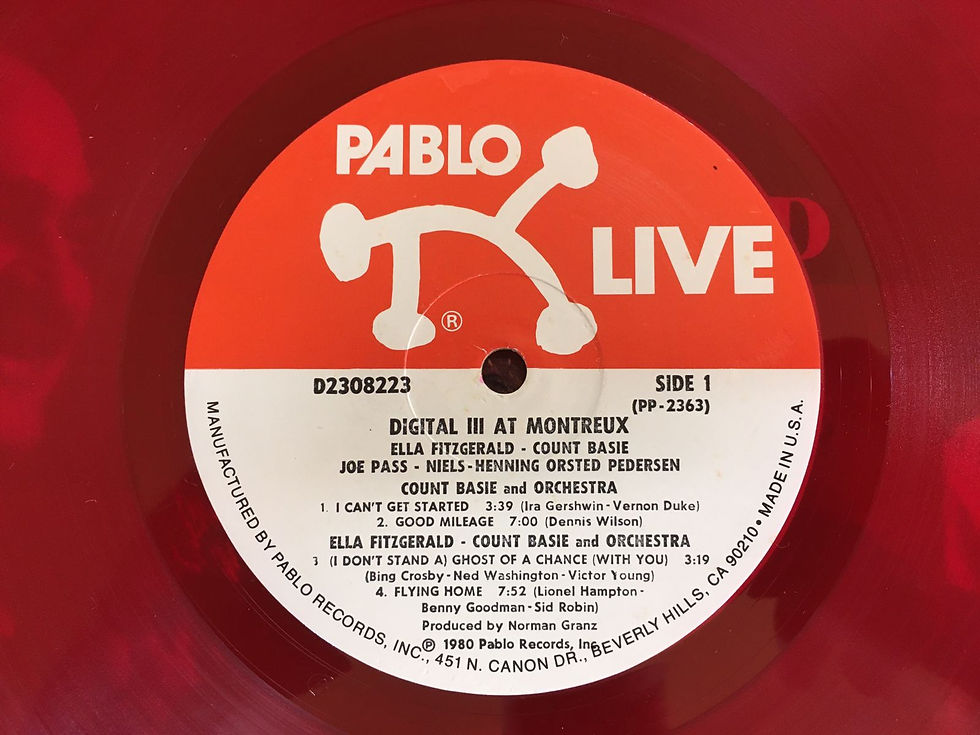 PABLO
LIVE
®
D2308223 SIDE 1
(PP-2363)
DIGITAL III AT MONTREUX
ELLA FITZGERALD - COUNT BASIE
JOE PASS - NIELS-HENNING ORSTED PEDERSEN
COUNT BASIE and ORCHESTRA
1. I CAN'T GET STARTED 3:39 (Ira Gershwin-Vernon Duke)
2. GOOD MILEAGE 7:00 (Dennis Wilson)
ELLA FITZGERALD - COUNT BASIE and ORCHESTRA
3 (I DON'T STAND A) GHOST OF A CHANCE (WITH YOU) 3:19
(Bing Crosby-Ned Washington-Victor Young)
4. FLYING HOME 7:52 (Lionel Hampton-
Benny Goodman-Sid Robin)
Produced by Norman Granz
℗ 1980 Pablo Records, Inc.
MANUFACTURED BY PABLO RECORDS, INC., 451 N. CANON DR., BEVERLY HILLS, CA 90210 • MADE IN U.S.A.